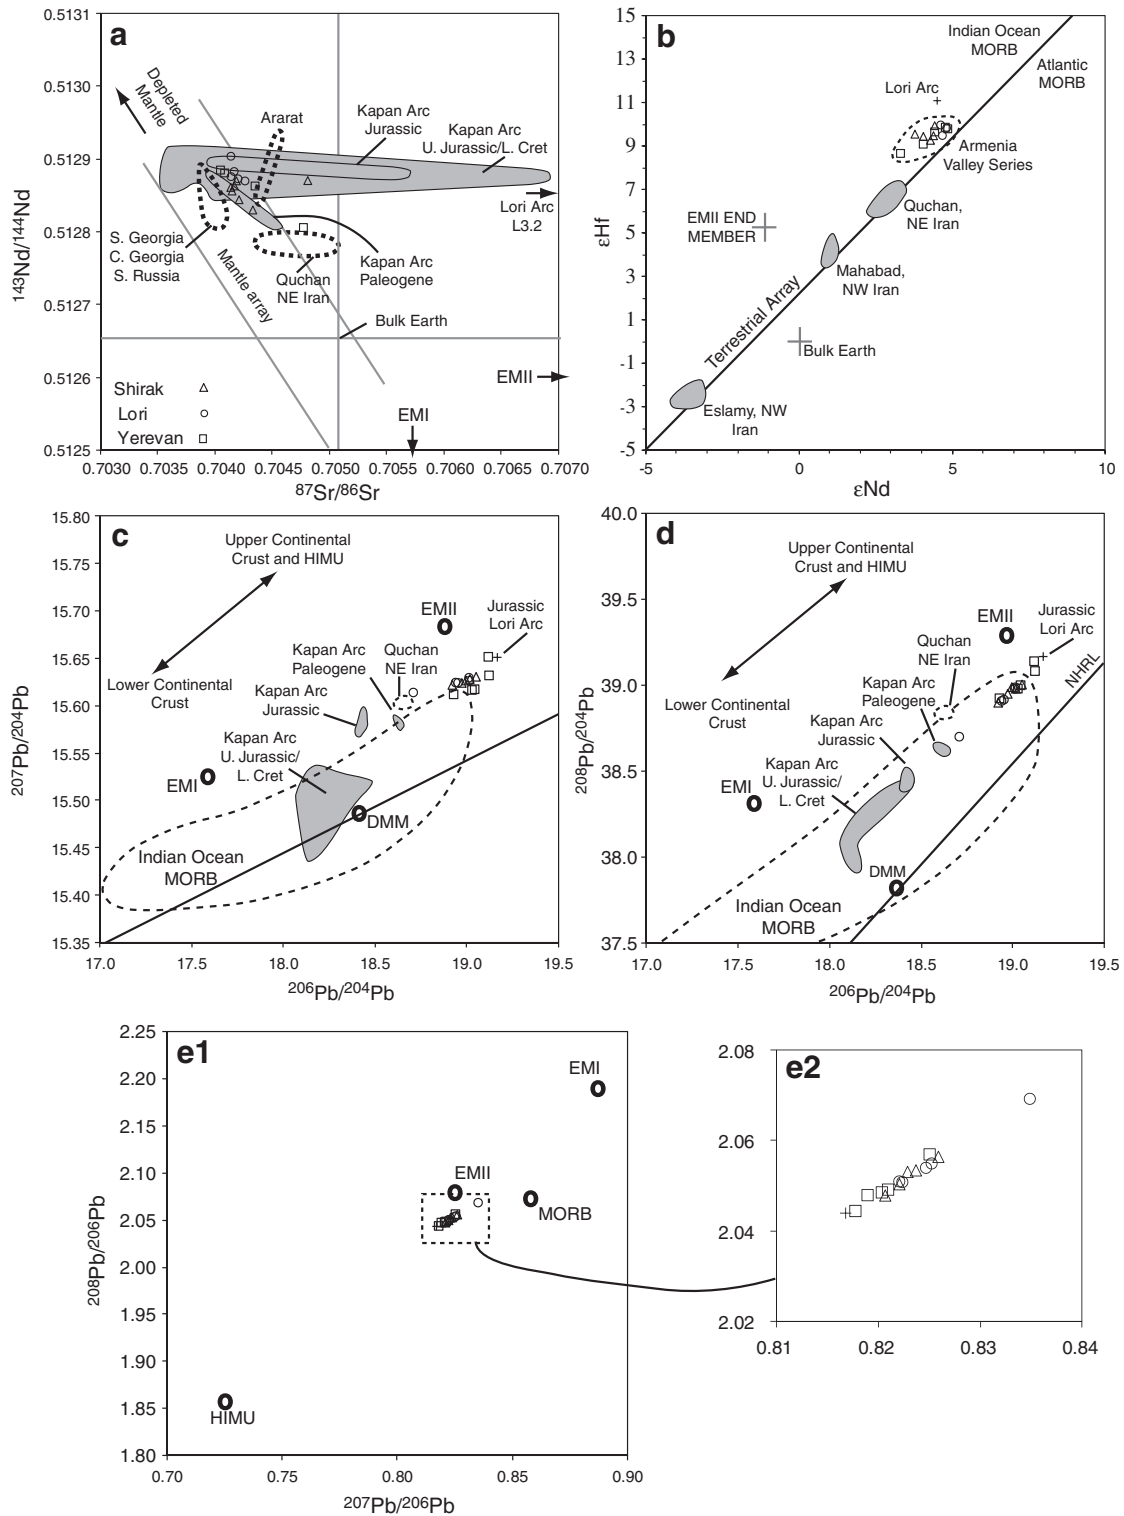 a
0.5131
0.5130
0.5129
0.5128
0.5127
0.5126
0.5125
143Nd/144Nd
Depleted
Mantle
Ararat
Kapan Arc
Jurassic
Kapan Arc
U. Jurassic/L. Cret
Lori Arc
L3.2
S. Georgia
C. Georgia
S. Russia
Mantle array
Quchan
NE Iran
Kapan Arc
Paleogene
Bulk Earth
EMII
EMI
Shirak
Lori
Yerevan
0.7030 0.7035 0.7040 0.7045 0.7050 0.7055 0.7060 0.7065 0.7070
87Sr/86Sr
b
15
13
11
9
7
5
3
1
-1
-3
-5
εHf
Indian Ocean
MORB
Atlantic
MORB
Lori Arc
Armenia
Valley Series
Quchan,
NE Iran
EMII END
MEMBER
Mahabad,
NW Iran
Terrestrial Array
Bulk Earth
Eslamy, NW
Iran
-5 0 5 10
εNd
c
15.80
15.75
15.70
15.65
15.60
15.55
15.50
15.45
15.40
15.35
207Pb/204Pb
Upper Continental
Crust and HIMU
Lower Continental
Crust
EMII
Jurassic
Lori Arc
Kapan Arc
Paleogene
Quchan
NE Iran
Kapan Arc
Jurassic
Kapan Arc
U. Jurassic/
L. Cret
EMI
DMM
Indian Ocean
MORB
17.0 17.5 18.0 18.5 19.0 19.5
206Pb/204Pb
d
40.0
39.5
39.0
38.5
38.0
37.5
208Pb/204Pb
Upper Continental
Crust and HIMU
Lower Continental
Crust
EMII
Jurassic
Lori Arc
Quchan
NE Iran
NHRL
Kapan Arc
Paleogene
Kapan Arc
Jurassic
Kapan Arc
U. Jurassic/
L. Cret
EMI
DMM
Indian Ocean
MORB
17.0 17.5 18.0 18.5 19.0 19.5
206Pb/204Pb
e1
2.25
2.20
2.15
2.10
2.05
2.00
1.95
1.90
1.85
1.80
208Pb/206Pb
EMI
EMII
MORB
HIMU
0.70 0.75 0.80 0.85 0.90
207Pb/206Pb
e2
2.08
2.06
2.04
2.02
0.81 0.82 0.83 0.84